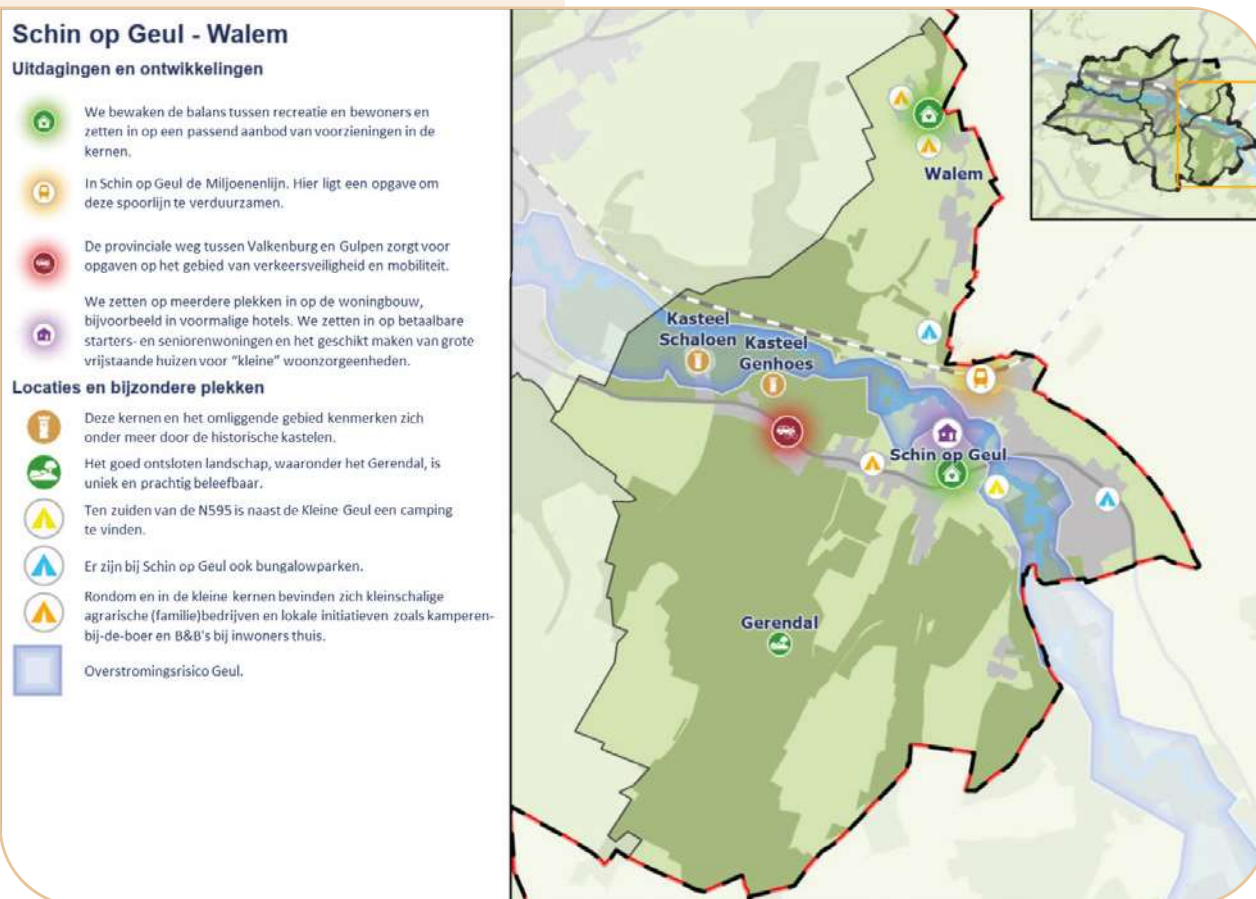 Schin op Geul - Walem
Uitdagingen en ontwikkelingen
We bewaken de balans tussen recreatie en bewoners en
zetten in op een passend aanbod van voorzieningen in de
kernen.
In Schin op Geul de Miljoenenlijn. Hier ligt een opgave om
deze spoorlijn te verduurzamen.
De provinciale weg tussen Valkenburg en Gulpen zorgt voor
opgaven op het gebied van verkeersveiligheid en mobiliteit.
We zetten op meerdere plekken in op de woningbouw,
bijvoorbeeld in voormalige hotels. We zetten in op betaalbare
starters- en seniorenwoningen en het geschikt maken van grote
vrijstaande huizen voor “kleine” woonzorgeenheden.
Locaties en bijzondere plekken
Deze kernen en het omliggende gebied kenmerken zich
onder meer door de historische kastelen.
Het goed ontsloten landschap, waaronder het Gerendal, is
uniek en prachtig beleefbaar.
Ten zuiden van de N595 is naast de Kleine Geul een camping
te vinden.
Er zijn bij Schin op Geul ook bungalowparken.
Rondom en in de kleine kernen bevinden zich kleinschalige
agrarische (familie)bedrijven en lokale initiatieven zoals kamperen-
bij-de-boer en B&B's bij inwoners thuis.
Overstromingsrisico Geul.
Walem
Kasteel
Schaloen
Kasteel
Genhoes
Schin op Geul
Gerendal